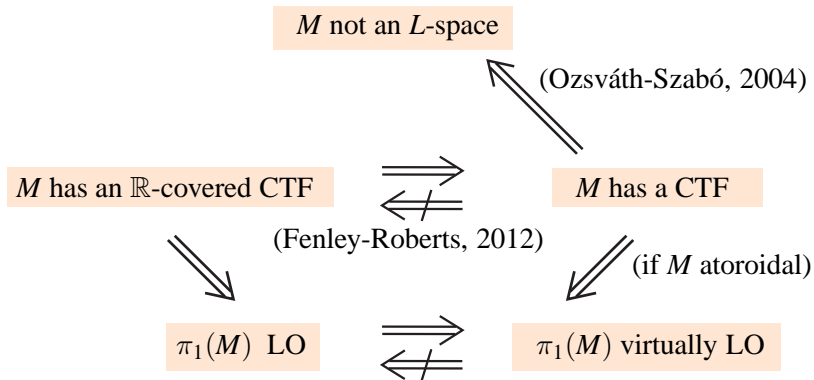 M not an L-space
(Ozsváth-Szabó, 2004)
M has an ℝ-covered CTF
M has a CTF
(Fenley-Roberts, 2012)
(if M atoroidal)
π₁(M) LO
π₁(M) virtually LO